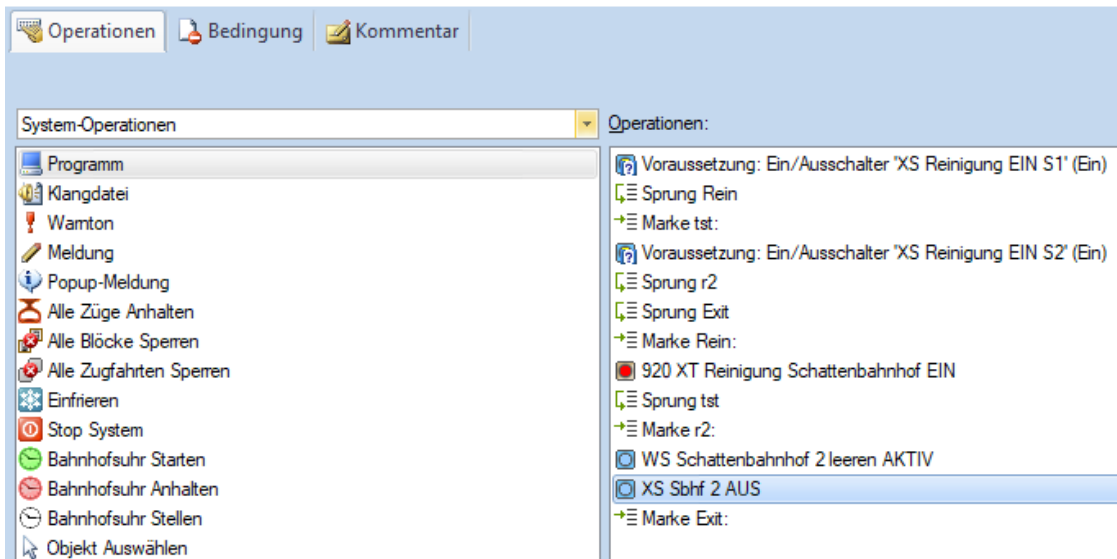 Operationen Bedingung Kommentar
System-Operationen
Programm
Klangdatei
Warnton
Meldung
Popup-Meldung
Alle Züge Anhalten
Alle Blöcke Sperren
Alle Zugfahrten Sperren
Einfrieren
Stop System
Bahnhofsuhr Starten
Bahnhofsuhr Anhalten
Bahnhofsuhr Stellen
Objekt Auswählen
Operationen:
Voraussetzung: Ein/Ausschalter 'XS Reinigung EIN S1' (Ein)
Sprung Rein
Marke tst:
Voraussetzung: Ein/Ausschalter 'XS Reinigung EIN S2' (Ein)
Sprung r2
Sprung Exit
Marke Rein:
920 XT Reinigung Schattenbahnhof EIN
Sprung tst
Marke r2:
WS Schattenbahnhof 2 leeren AKTIV
XS Sbhf 2 AUS
Marke Exit: